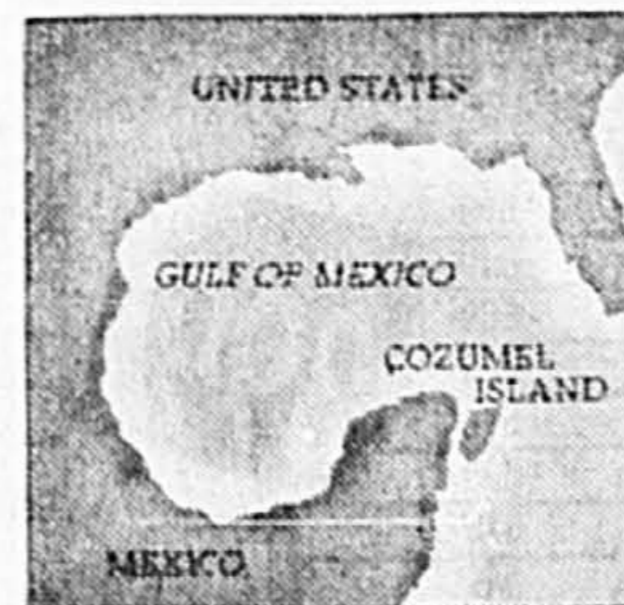 UNITED STATES
GULF OF MEXICO
COZUMEL
ISLAND
MEXICO